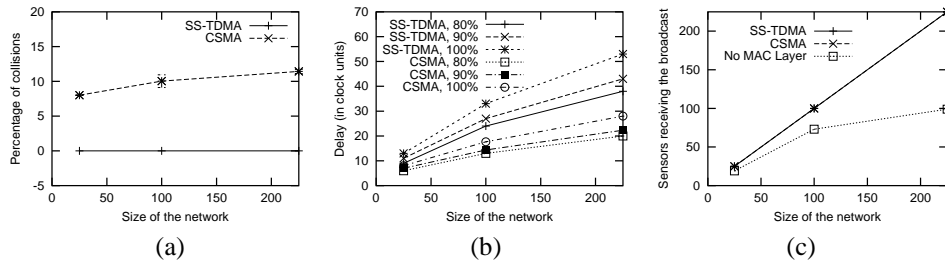 Percentage of collisions
20
15
10
5
0
-5
0 50 100 150 200
Size of the network
SS-TDMA
CSMA
(a)
Delay (in clock units)
70
60
50
40
30
20
10
0
0 50 100 150 200
Size of the network
SS-TDMA, 80%
SS-TDMA, 90%
SS-TDMA, 100%
CSMA, 80%
CSMA, 90%
CSMA, 100%
(b)
Sensors receiving the broadcast
225
200
150
100
50
0
0 50 100 150 200
Size of the network
SS-TDMA
CSMA
No MAC Layer
(c)